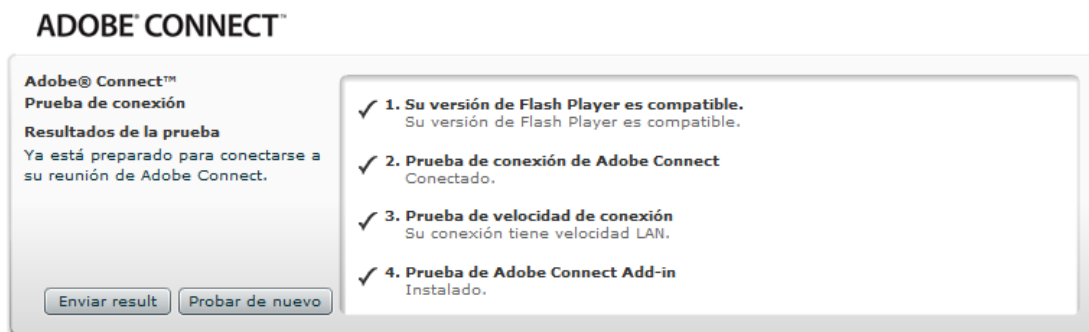 ADOBE® CONNECT™
Adobe® Connect™
Prueba de conexión
Resultados de la prueba
Ya está preparado para conectarse a
su reunión de Adobe Connect.
Enviar result
Probar de nuevo
1. Su versión de Flash Player es compatible.
Su versión de Flash Player es compatible.
2. Prueba de conexión de Adobe Connect
Conectado.
3. Prueba de velocidad de conexión
Su conexión tiene velocidad LAN.
4. Prueba de Adobe Connect Add-in
Instalado.